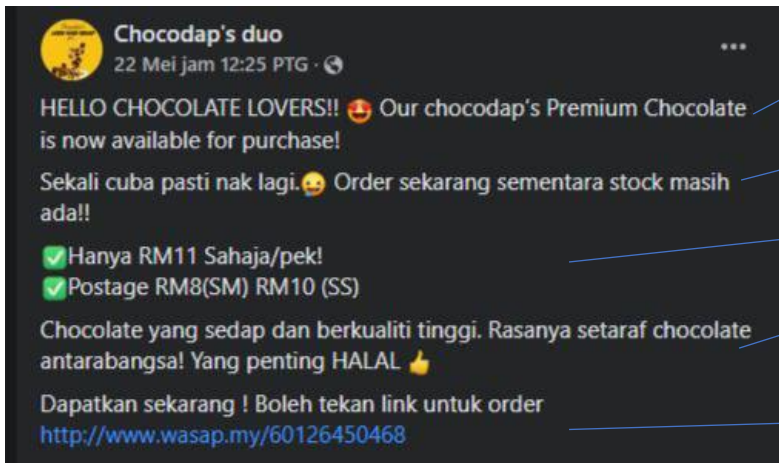 Chocodap's duo
22 Mei jam 12:25 PTG ·
HELLO CHOCOLATE LOVERS!! 🤩 Our chocodap's Premium Chocolate
is now available for purchase!
Sekali cuba pasti nak lagi.😜 Order sekarang sementara stock masih
ada!!
✅Hanya RM11 Sahaja/pek!
✅Postage RM8(SM) RM10 (SS)
Chocolate yang sedap dan berkualiti tinggi. Rasanya setaraf chocolate
antarabangsa! Yang penting HALAL 👍
Dapatkan sekarang ! Boleh tekan link untuk order
http://www.wasap.my/60126450468